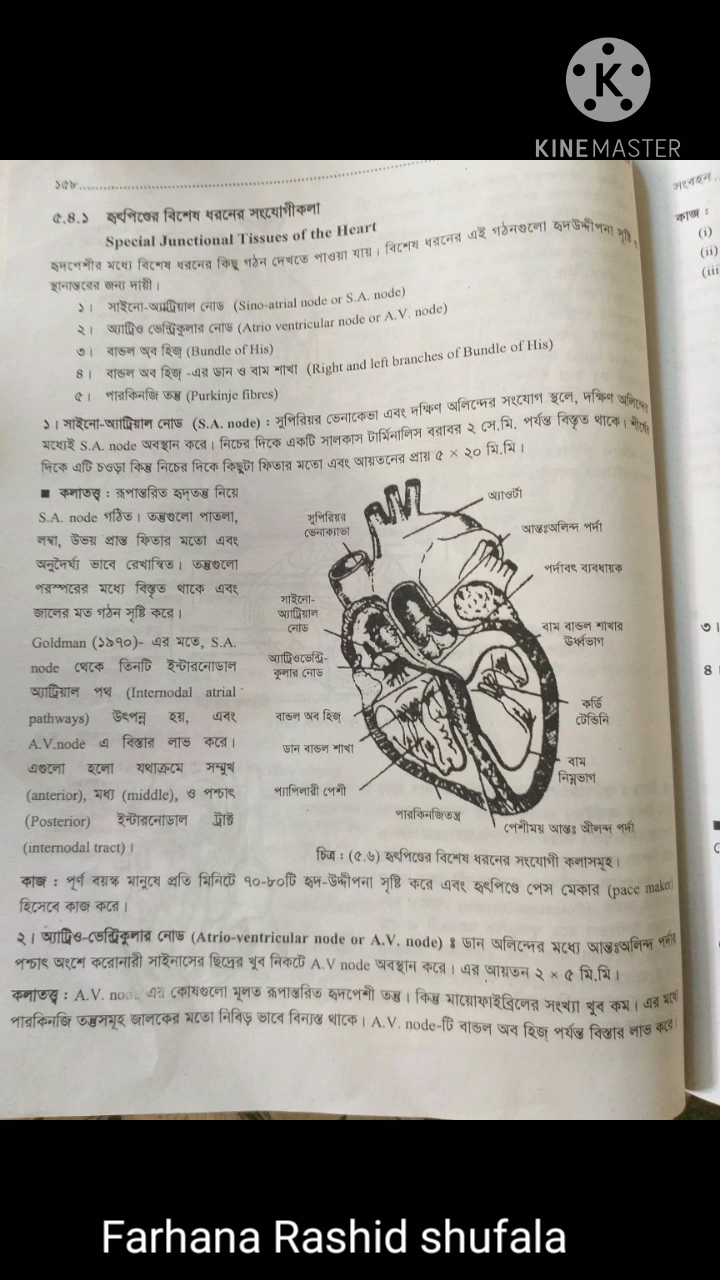 KINEMASTER
১৫৮
৫.৪.১ হৃৎপিণ্ডের বিশেষ ধরনের সংযোগীকলা
Special Junctional Tissues of the Heart
হৃদপেশীর মধ্যে বিশেষ ধরনের কিছু গঠন দেখতে পাওয়া যায়। বিশেষ ধরনের এই গঠনগুলো হৃদউদ্দীপনা সৃষ্টি,
স্থানান্তরের জন্য দায়ী।
১। সাইনো-অ্যাট্রিয়াল নোড (Sino-atrial node or S.A. node)
২। অ্যাট্রিও ভেন্ট্রিকুলার নোড (Atrio ventricular node or A.V. node)
৩। বান্ডল অব হিজ্ (Bundle of His)
৪। বান্ডল অব হিজ্ -এর ডান ও বাম শাখা (Right and left branches of Bundle of His)
৫। পারকিনজি তন্তু (Purkinje fibres)
১। সাইনো-অ্যাট্রিয়াল নোড (S.A. node) : সুপিরিয়র ভেনাকেভা এবং দক্ষিণ অলিন্দের সংযোগ স্থলে, দক্ষিণ অলিন্দের
মধ্যেই S.A. node অবস্থান করে। নিচের দিকে একটি সালকাস টার্মিনালিস বরাবর ২ সে.মি. পর্যন্ত বিস্তৃত থাকে। শীর্ষের
দিকে এটি চওড়া কিন্তু নিচের দিকে কিছুটা ফিতার মতো এবং আয়তনের প্রায় ৫ × ২০ মি.মি।
■ কলাতত্ত্ব : রূপান্তরিত হৃদ্‌তন্তু নিয়ে
S.A. node গঠিত। তন্তুগুলো পাতলা,
লম্বা, উভয় প্রান্ত ফিতার মতো এবং
অনুদৈর্ঘ্য ভাবে রেখান্বিত। তন্তুগুলো
পরস্পরের মধ্যে বিস্তৃত থাকে এবং
জালের মত গঠন সৃষ্টি করে।
Goldman (১৯৭০)- এর মতে, S.A.
node থেকে তিনটি ইন্টারনোডাল
অ্যাট্রিয়াল পথ (Internodal atrial
pathways) উৎপন্ন হয়, এবং
A.V.node এ বিস্তার লাভ করে।
এগুলো হলো যথাক্রমে সম্মুখ
(anterior), মধ্য (middle), ও পশ্চাৎ
(Posterior) ইন্টারনোডাল ট্রাক্ট
(internodal tract)।
সুপিরিয়র
ভেনাক্যাভা
সাইনো-
অ্যাট্রিয়াল
নোড
অ্যাট্রিওভেন্ট্রি-
কুলার নোড
বান্ডল অব হিজ্
ডান বান্ডল শাখা
প্যাপিলারী পেশী
পারকিনজিতন্ত্র
অ্যাওর্টা
আন্তঃঅলিন্দ পর্দা
পর্দাবৎ ব্যবধায়ক
বাম বান্ডল শাখার
ঊর্ধ্বভাগ
কর্ডি
টেন্ডিনি
বাম
নিম্নভাগ
পেশীময় আন্তঃ অীলন্দ পর্দা
চিত্র : (৫.৬) হৃৎপিণ্ডের বিশেষ ধরনের সংযোগী কলাসমূহ।
কাজ : পূর্ণ বয়স্ক মানুষে প্রতি মিনিটে ৭০-৮০টি হৃদ-উদ্দীপনা সৃষ্টি করে এবং হৃৎপিণ্ডে পেস মেকার (pace maker)
হিসেবে কাজ করে।
২। অ্যাট্রিও-ভেন্ট্রিকুলার নোড (Atrio-ventricular node or A.V. node) : ডান অলিন্দের মধ্যে আন্তঃঅলিন্দ পর্দার
পশ্চাৎ অংশে করোনারী সাইনাসের ছিদ্রের খুব নিকটে A.V node অবস্থান করে। এর আয়তন ২ × ৫ মি.মি।
কলাতত্ত্ব : A.V. node এর কোষগুলো মূলত রূপান্তরিত হৃদপেশী তন্তু। কিন্তু মায়োফাইব্রিলের সংখ্যা খুব কম। এর মধ্যে
পারকিনজি তন্তুসমূহ জালকের মতো নিবিড় ভাবে বিন্যস্ত থাকে। A.V. node-টি বান্ডল অব হিজ্ পর্যন্ত বিস্তার লাভ করে।
সংবহন
কাজ :
(i)
(ii)
(iii
৩।
৪
Farhana Rashid shufala